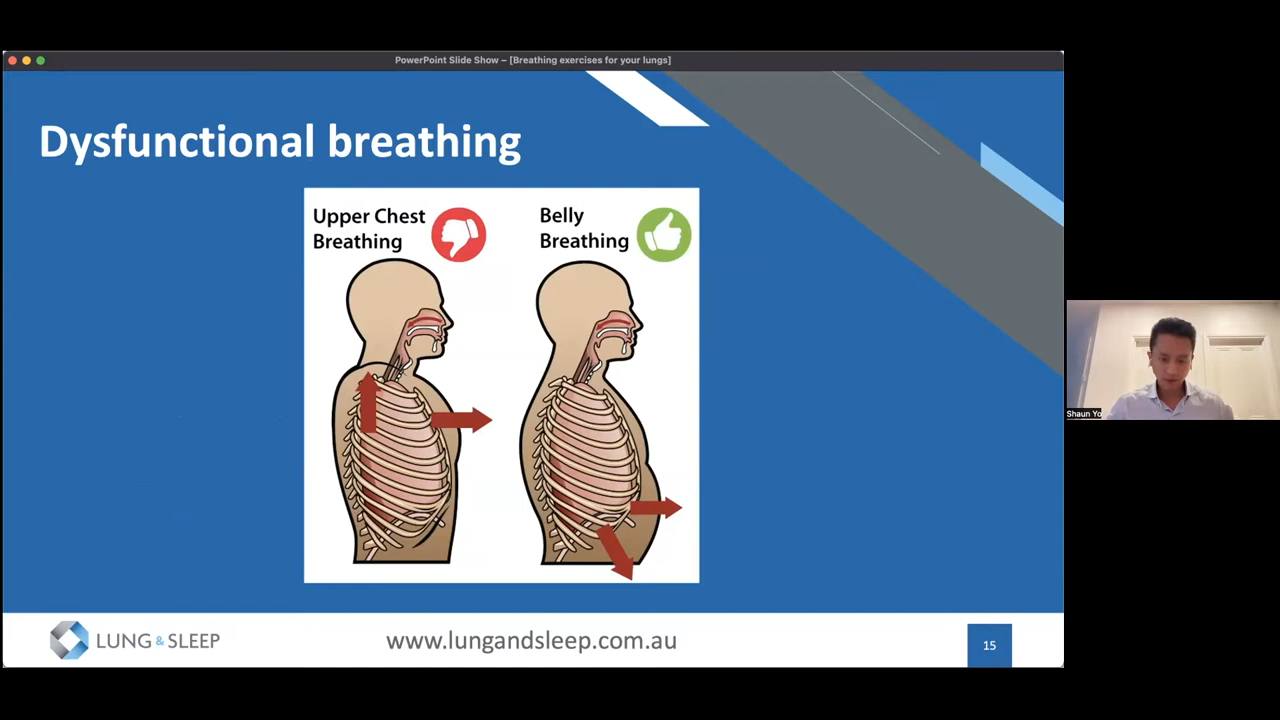 PowerPoint Slide Show – [Breathing exercises for your lungs]
Dysfunctional breathing
Upper Chest
Breathing
Belly
Breathing
LUNG & SLEEP
www.lungandsleep.com.au
15
Shaun Yo